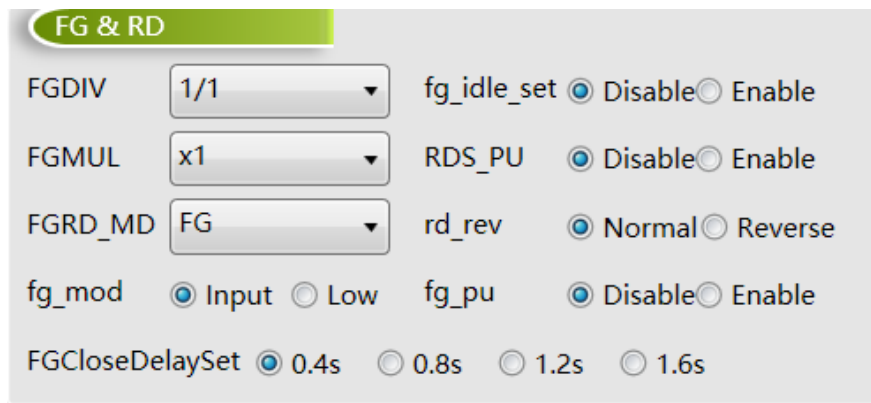 FG & RD
FGDIV 1/1 fg_idle_set Disable Enable
FGMUL x1 RDS_PU Disable Enable
FGRD_MD FG rd_rev Normal Reverse
fg_mod Input Low fg_pu Disable Enable
FGCloseDelaySet 0.4s 0.8s 1.2s 1.6s